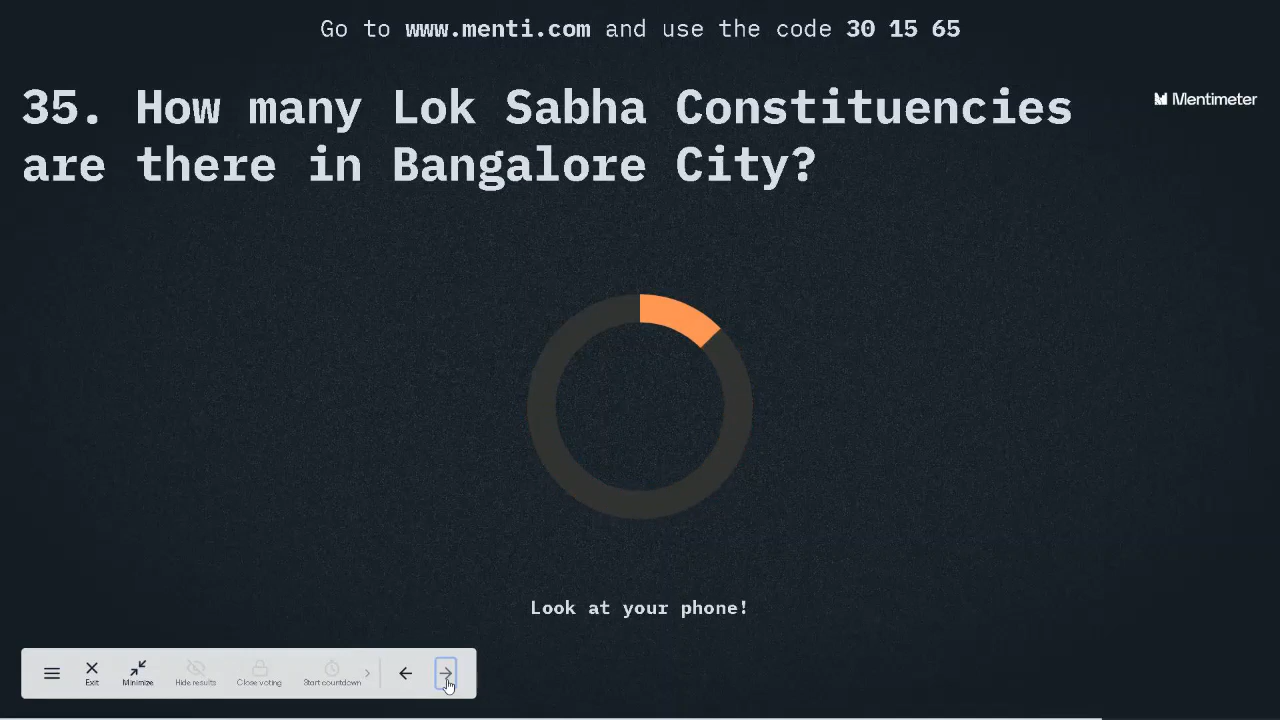 Go to www.menti.com and use the code 30 15 65
35. How many Lok Sabha Constituencies
are there in Bangalore City?
Mentimeter
Look at your phone!
Exit Minimize Hide results Close voting Start countdown